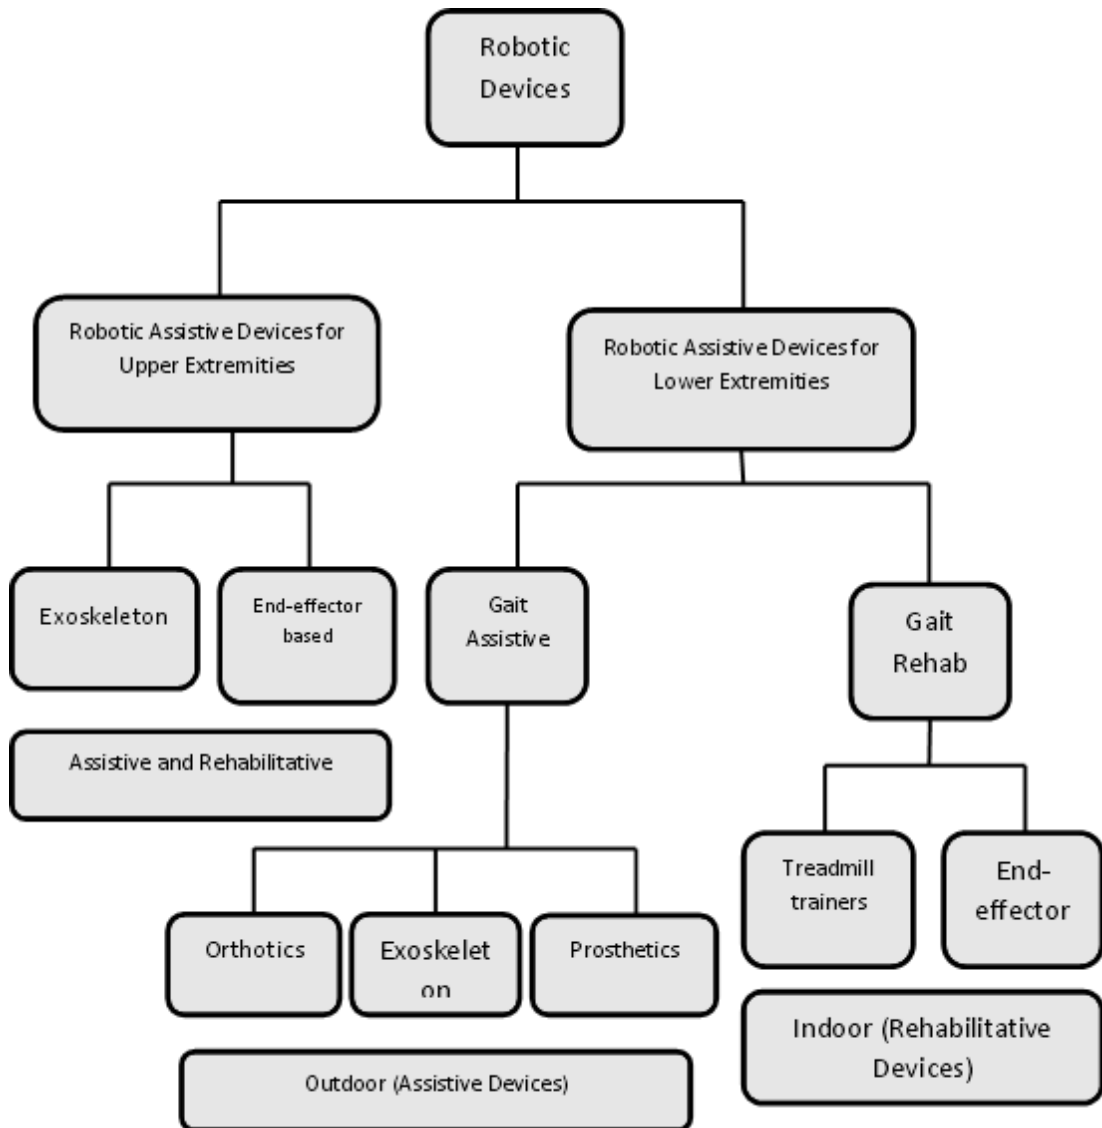 Robotic
Devices
Robotic Assistive Devices for
Upper Extremities
Robotic Assistive Devices for
Lower Extremities
Exoskeleton
End-effector
based
Gait
Assistive
Gait
Rehab
Assistive and Rehabilitative
Treadmill
trainers
End-
effector
Orthotics
Exoskelet
on
Prosthetics
Indoor (Rehabilitative
Devices)
Outdoor (Assistive Devices)